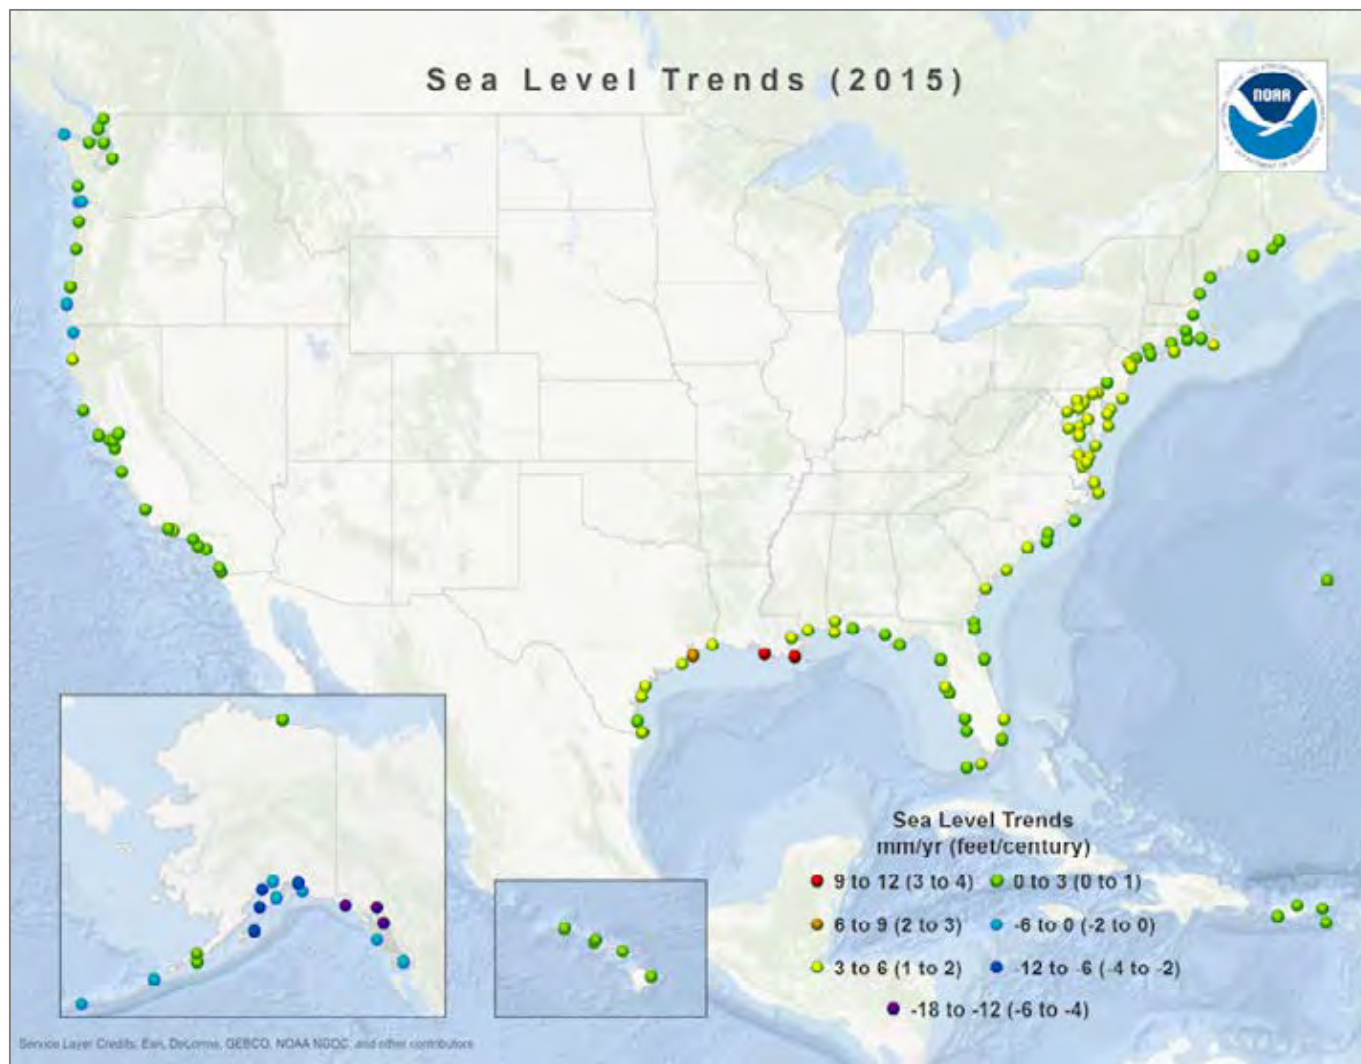 Sea Level Trends (2015)
NOAA
Sea Level Trends
mm/yr (feet/century)
9 to 12 (3 to 4)
0 to 3 (0 to 1)
6 to 9 (2 to 3)
-6 to 0 (-2 to 0)
3 to 6 (1 to 2)
-12 to -6 (-4 to -2)
-18 to -12 (-6 to -4)
Service Layer Credits: Esri, DeLorme, GEBCO, NOAA NGDC, and other contributors